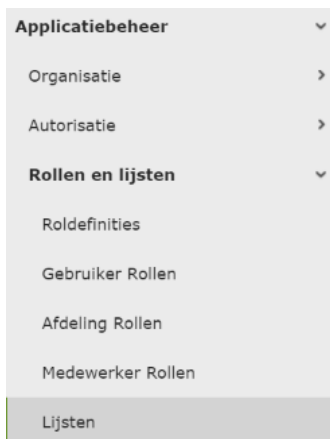 Applicatiebeheer
Organisatie
Autorisatie
Rollen en lijsten
Roldefinities
Gebruiker Rollen
Afdeling Rollen
Medewerker Rollen
Lijsten